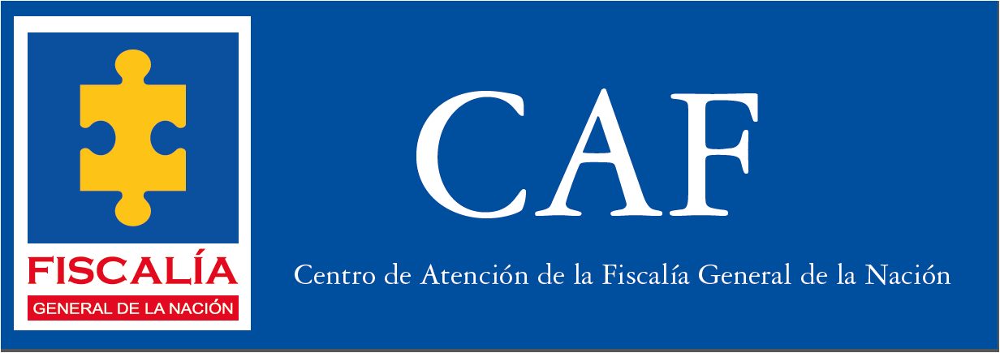 FISCALÍA
GENERAL DE LA NACIÓN
CAF
Centro de Atención de la Fiscalía General de la Nación